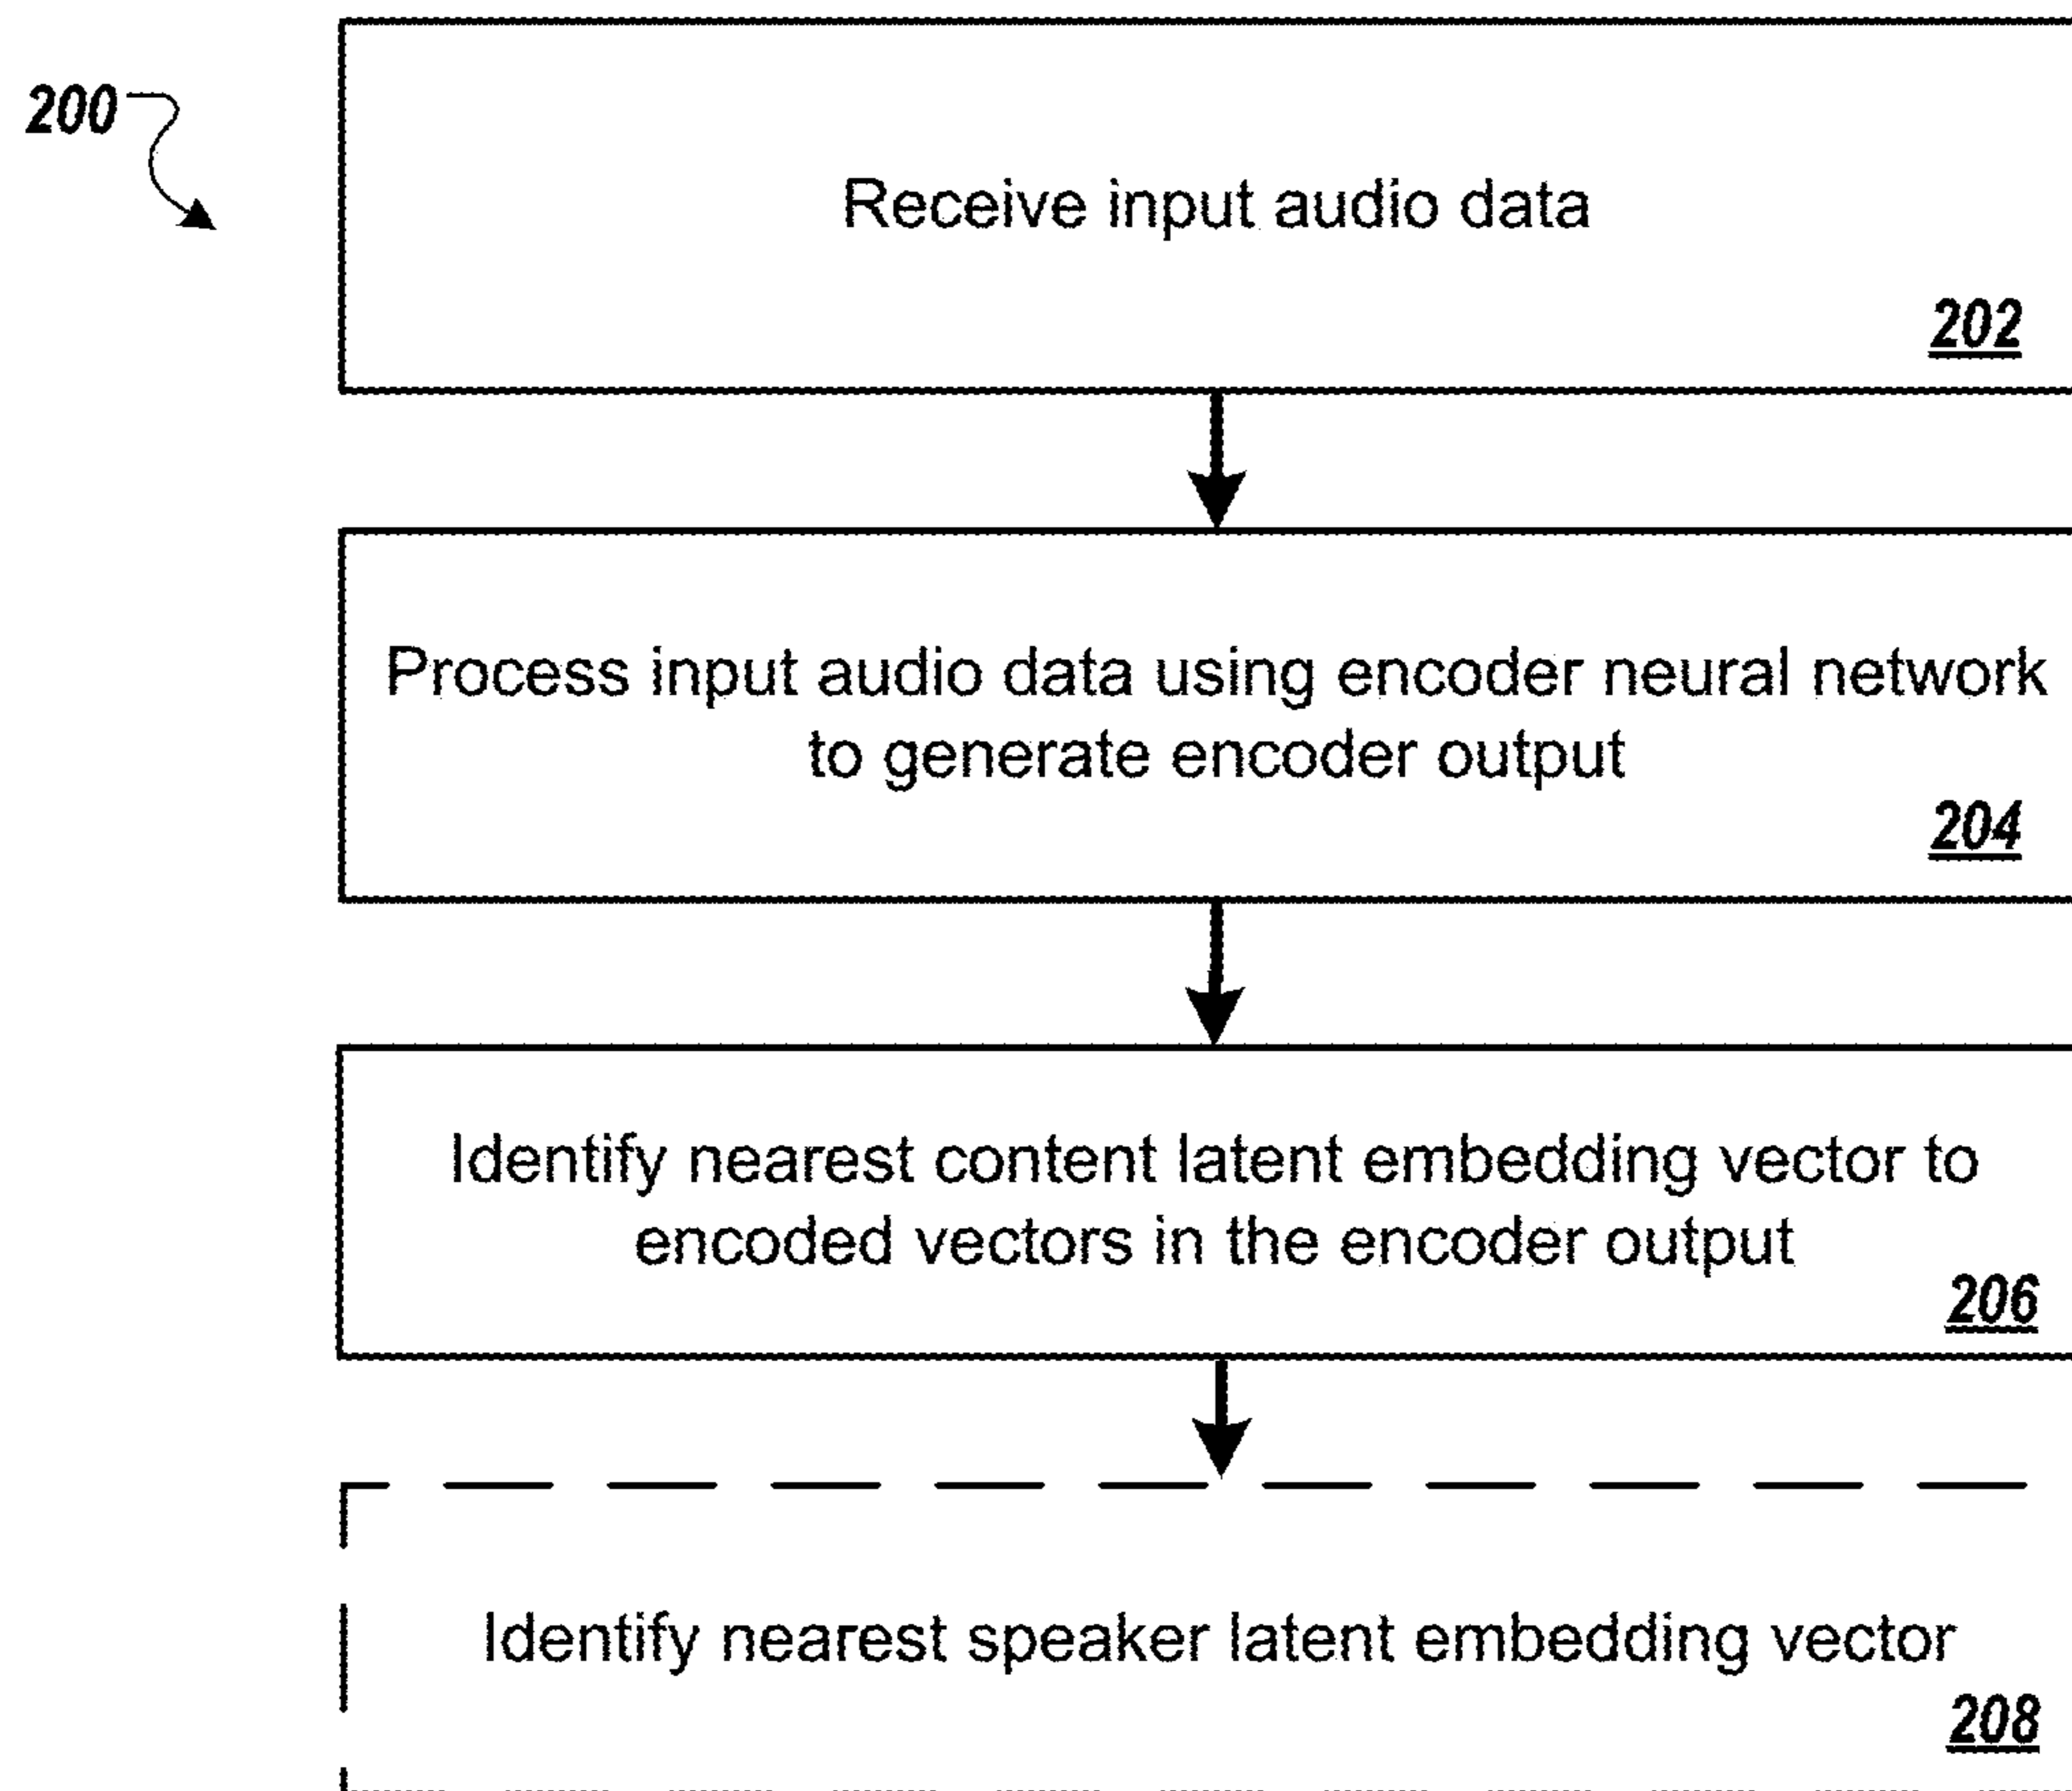 200
Receive input audio data
202
Process input audio data using encoder neural network
to generate encoder output
204
Identify nearest content latent embedding vector to
encoded vectors in the encoder output
206
Identify nearest speaker latent embedding vector
208